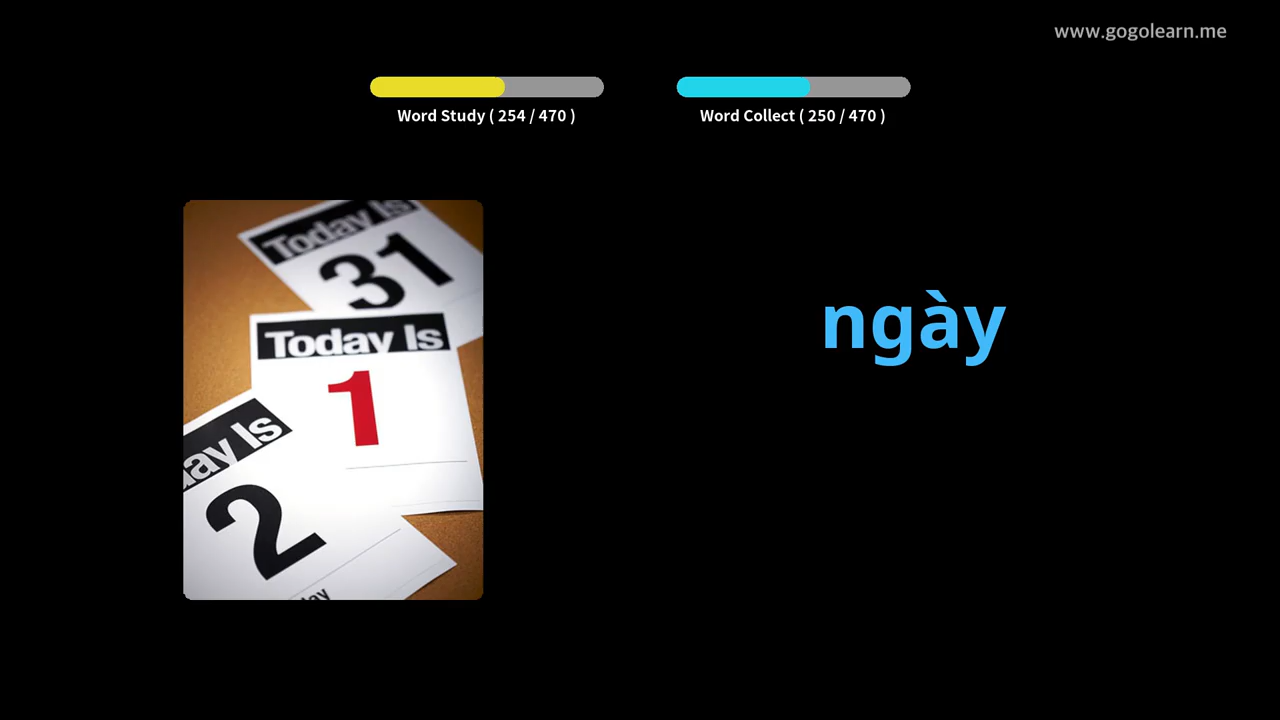 www.gogolearn.me
Word Study ( 254 / 470 )
Word Collect ( 250 / 470 )
Today Is
31
Today Is
1
ay Is
2
ngày